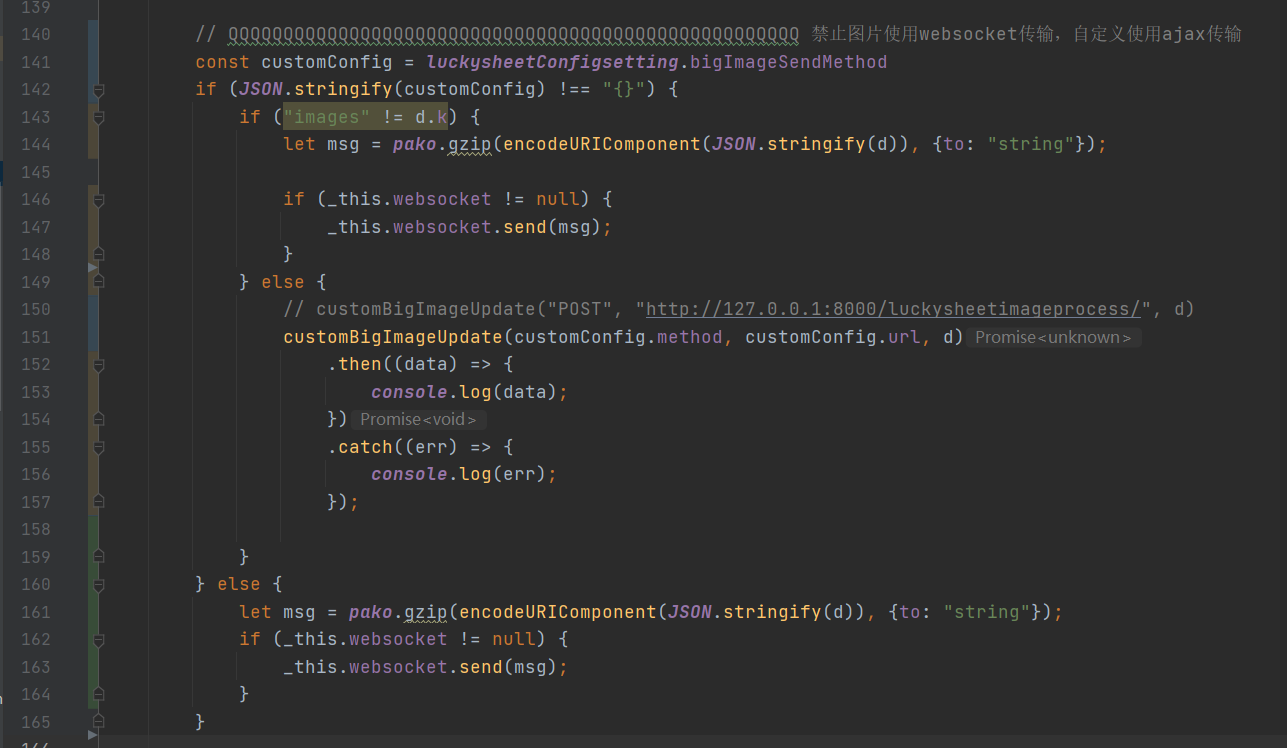 139
140 // QQQQQQQQQQQQQQQQQQQQQQQQQQQQQQQQQQQQQQQQQQQQQQQQQQQQ 禁止图片使用websocket传输，自定义使用ajax传输
141 const customConfig = luckysheetConfigsetting.bigImageSendMethod
142 if (JSON.stringify(customConfig) !== "{}") {
143 if ("images" != d.k) {
144 let msg = pako.gzip(encodeURIComponent(JSON.stringify(d)), {to: "string"});
145
146 if (_this.websocket != null) {
147 _this.websocket.send(msg);
148 }
149 } else {
150 // customBigImageUpdate("POST", "http://127.0.0.1:8000/luckysheetimageprocess/", d)
151 customBigImageUpdate(customConfig.method, customConfig.url, d) Promise<unknown>
152 .then((data) => {
153 console.log(data);
154 }) Promise<void>
155 .catch((err) => {
156 console.log(err);
157 });
158
159 }
160 } else {
161 let msg = pako.gzip(encodeURIComponent(JSON.stringify(d)), {to: "string"});
162 if (_this.websocket != null) {
163 _this.websocket.send(msg);
164 }
165 }